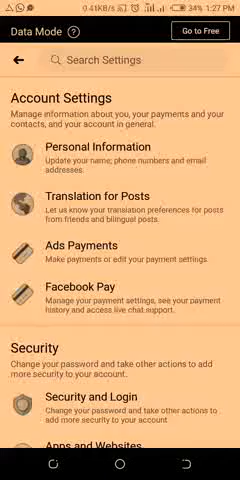 0.41KB/s 34% 1:27 PM
Data Mode ? Go to Free
Search Settings
Account Settings
Manage information about you, your payments and your
contacts, and your account in general.
Personal Information
Update your name, phone numbers and email
addresses.
Translation for Posts
Let us know your translation preferences for posts
from friends and bilingual posts.
Ads Payments
Make payments or edit your payment settings.
Facebook Pay
Manage your payment settings, see your payment
history and access live chat support.
Security
Change your password and take other actions to add
more security to your account.
Security and Login
Change your password and take other actions to
add more security to your account
Apps and Websites